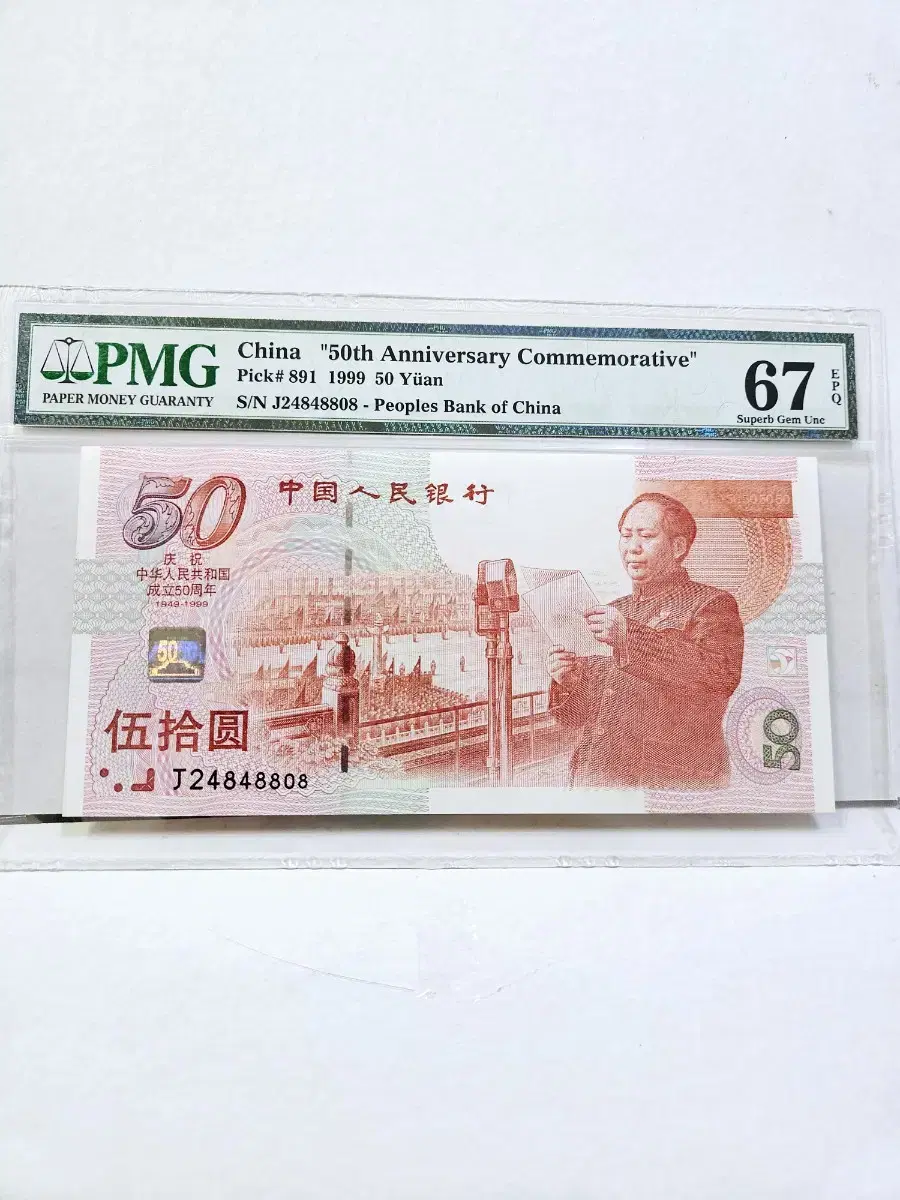 PMG
PAPER MONEY GUARANTY
China "50th Anniversary Commemorative"
Pick# 891 1999 50 Yüan
S/N J24848808 - Peoples Bank of China
67
EPQ
Superb Gem Unc
50
中国人民银行
庆祝
中华人民共和国
成立50周年
1949-1999
50
伍拾圆
J24848808
50